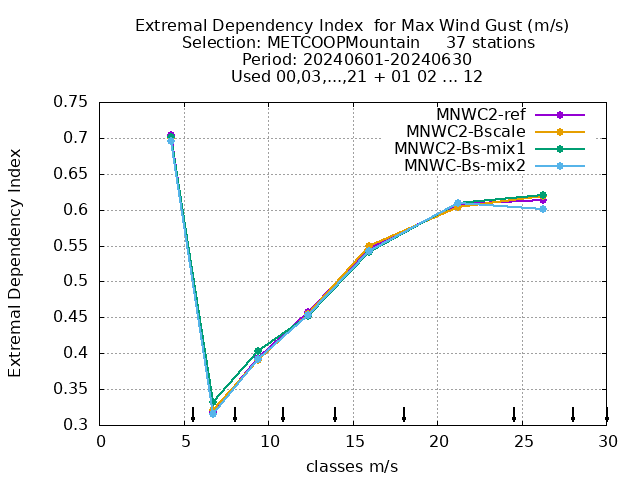 Extremal Dependency Index  for Max Wind Gust (m/s)
Selection: METCOOPMountain     37 stations
Period: 20240601-20240630
Used 00,03,...,21 + 01 02 ... 12
MNWC2-ref
MNWC2-Bscale
MNWC2-Bs-mix1
MNWC-Bs-mix2
Extremal Dependency Index
0.75
0.7
0.65
0.6
0.55
0.5
0.45
0.4
0.35
0.3
0 5 10 15 20 25 30
classes m/s